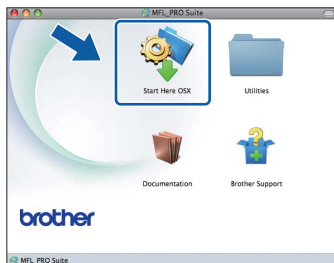 MFL_PRO Suite
Start Here OSX
Utilities
Documentation
Brother Support
brother
MFL_PRO Suite